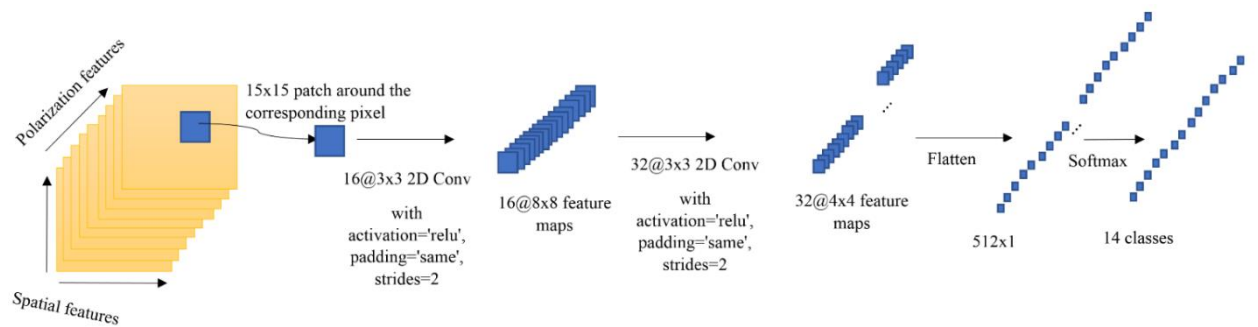 Polarization features
Spatial features
15x15 patch around the
corresponding pixel
16@3x3 2D Conv
with
activation='relu',
padding='same',
strides=2
16@8x8 feature
maps
32@3x3 2D Conv
with
activation='relu',
padding='same',
strides=2
32@4x4 feature
maps
Flatten
512x1
Softmax
14 classes